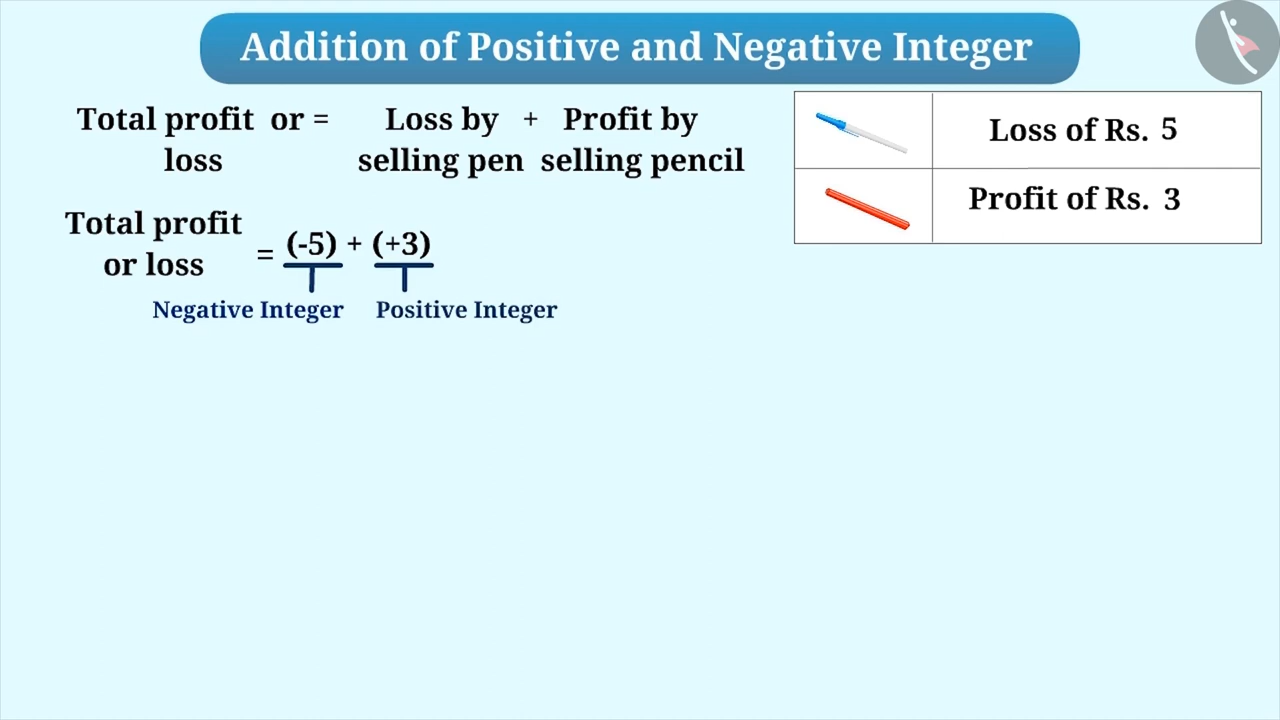 Addition of Positive and Negative Integer
Total profit or = Loss by + Profit by
loss selling pen selling pencil
Loss of Rs. 5
Profit of Rs. 3
Total profit
or loss = (-5) + (+3)
Negative Integer Positive Integer